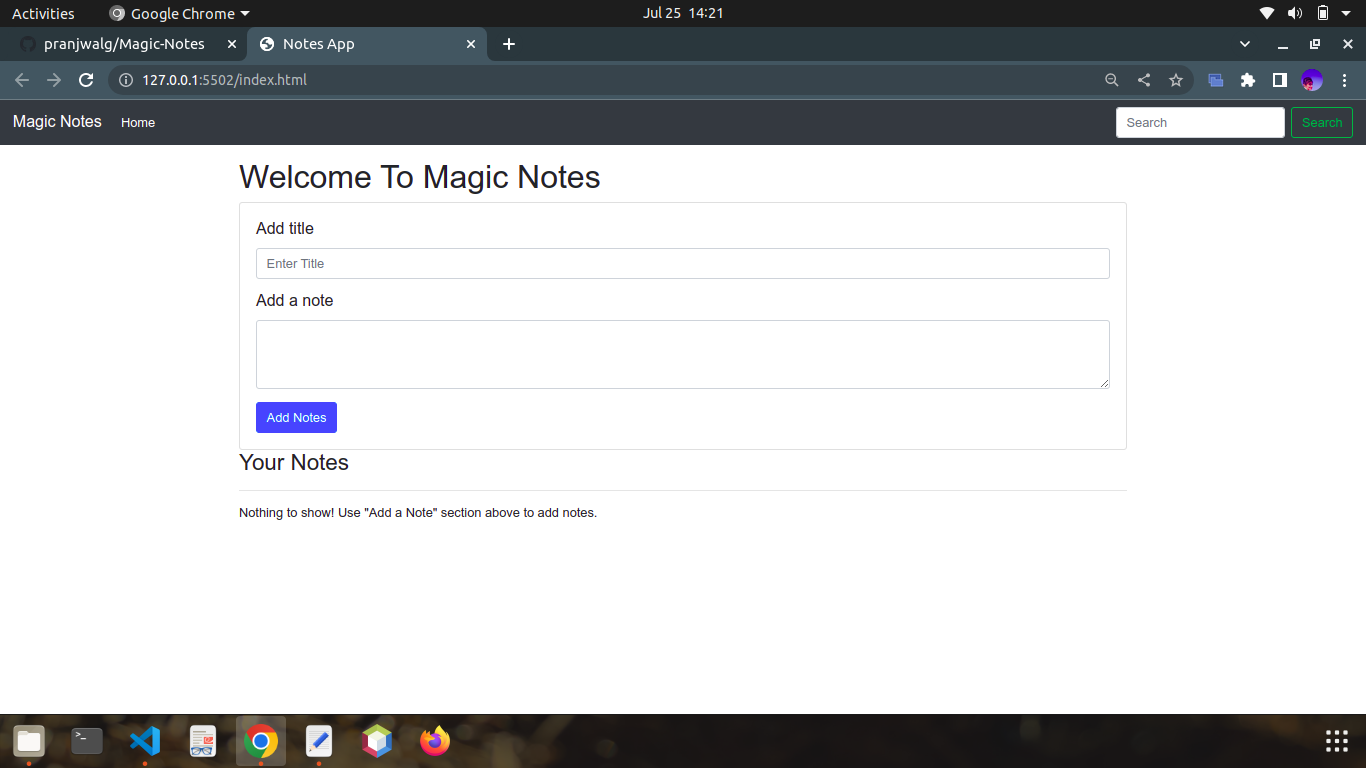 Activities Google Chrome Jul 25 14:21
pranjwalg/Magic-Notes Notes App
127.0.0.1:5502/index.html
Magic Notes Home Search Search
Welcome To Magic Notes
Add title
Enter Title
Add a note
Add Notes
Your Notes
Nothing to show! Use "Add a Note" section above to add notes.